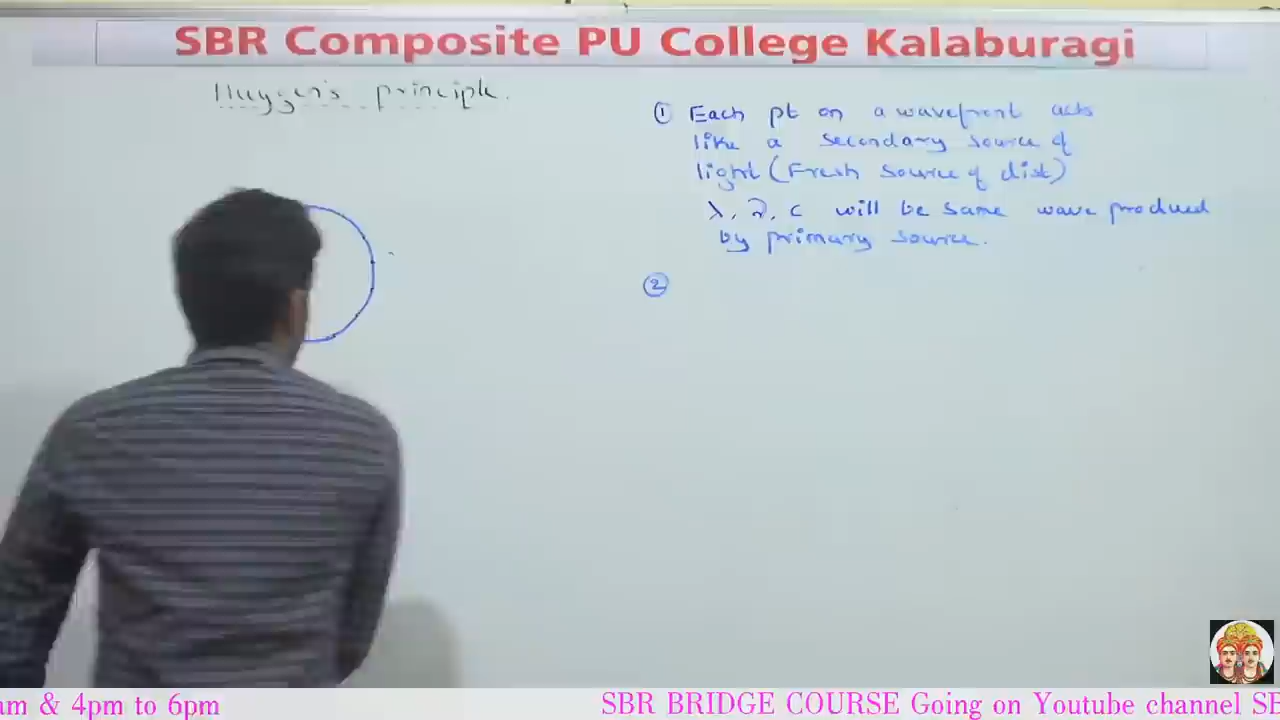 SBR Composite PU College Kalaburagi
Huygen's principle.
① Each pt on a wavefront acts
like a secondary source of
light (Fresh source of dist)
λ, ν, c will be same wave produced
by primary source.
②
am & 4pm to 6pm
SBR BRIDGE COURSE Going on Youtube channel SB